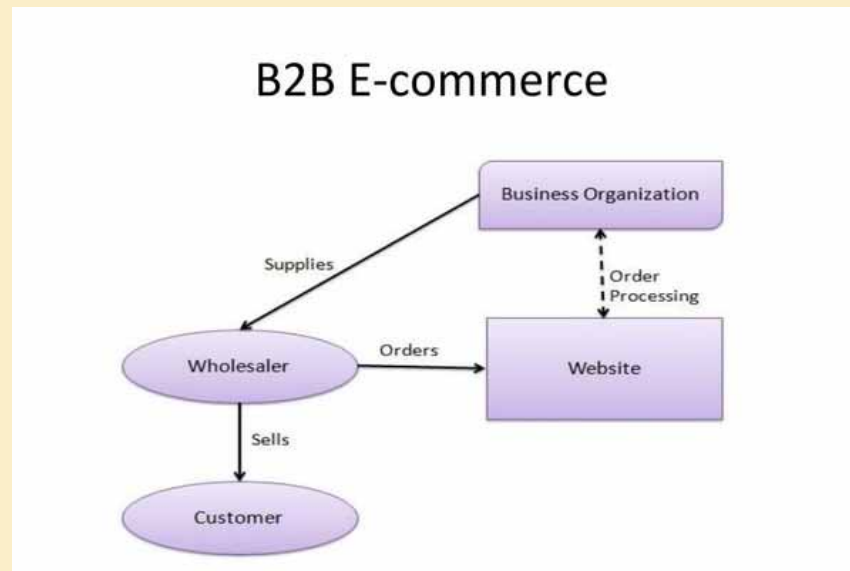 B2B E-commerce
Business Organization
Supplies
Order
Processing
Wholesaler
Orders
Website
Sells
Customer